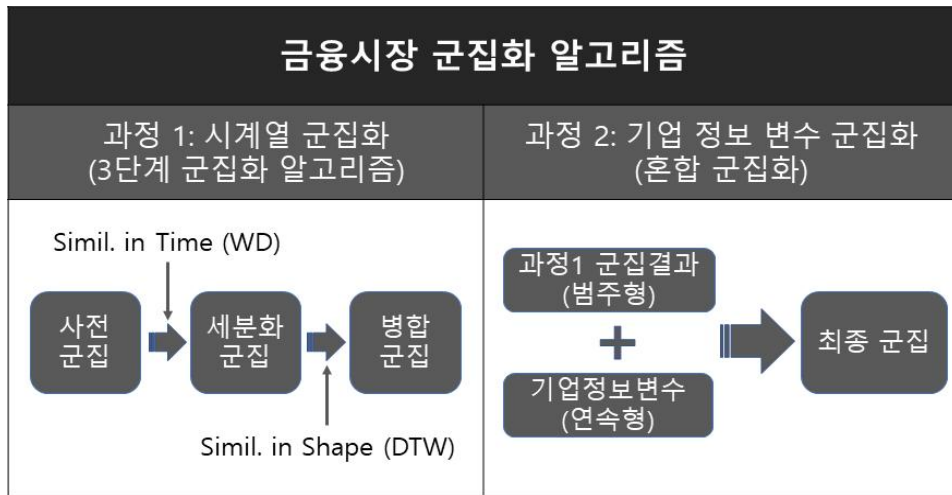 금융시장 군집화 알고리즘
과정 1: 시계열 군집화
(3단계 군집화 알고리즘)
과정 2: 기업 정보 변수 군집화
(혼합 군집화)
Simil. in Time (WD)
사전
군집
세분화
군집
병합
군집
Simil. in Shape (DTW)
과정1 군집결과
(범주형)
+
기업정보변수
(연속형)
최종 군집